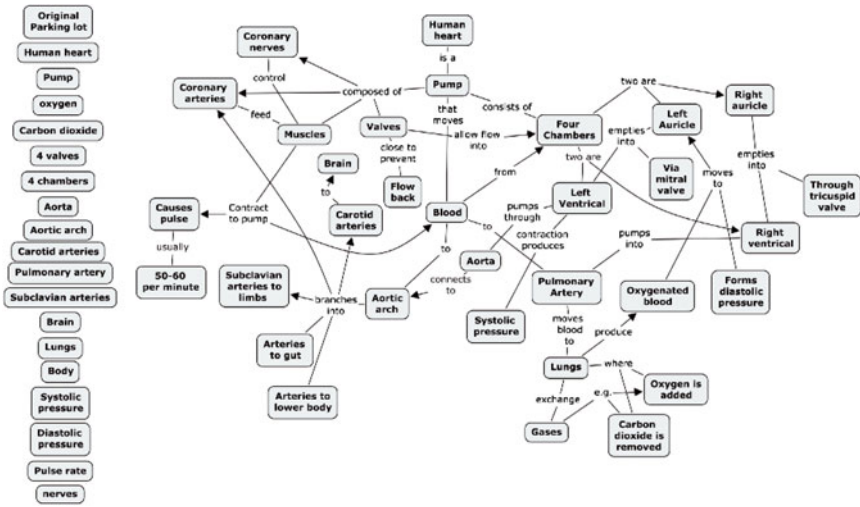 Original
Parking lot
Human heart
Pump
oxygen
Carbon dioxide
4 valves
4 chambers
Aorta
Aortic arch
Carotid arteries
Pulmonary artery
Subclavian arteries
Brain
Lungs
Body
Systolic
pressure
Diastolic
pressure
Pulse rate
nerves
Human
heart
is a
Pump
Coronary
nerves
control
Coronary
arteries
feed
Muscles
composed of
Valves
that
moves
consists of
allow flow
into
close to
prevent
Flow
back
Four
Chambers
two are
Right
auricle
Left
Auricle
empties
into
Via
mitral
valve
moves
to
empties
into
Through
tricuspid
valve
two are
Left
Ventrical
from
Brain
to
Carotid
arteries
Blood
Contract
to pump
Causes
pulse
usually
50-60
per minute
pumps
through
contraction
produces
to
to
Aorta
connects
to
Aortic
arch
branches
into
Subclavian
arteries to
limbs
Arteries
to gut
Arteries to
lower body
Systolic
pressure
Pulmonary
Artery
pumps
into
Right
ventrical
Oxygenated
blood
Forms
diastolic
pressure
moves
blood
to
produce
Lungs
where
exchange
e.g.
Oxygen is
added
Gases
Carbon
dioxide is
removed